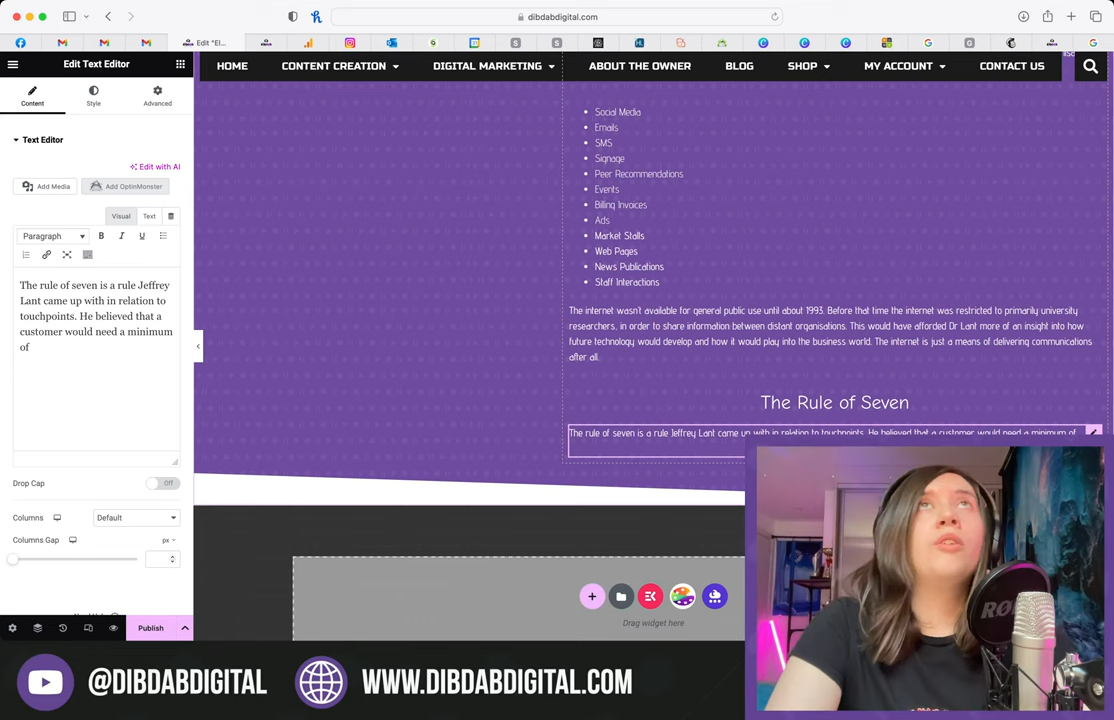 dibdabdigital.com
Edit "El...
Edit Text Editor
HOME
CONTENT CREATION
DIGITAL MARKETING
ABOUT THE OWNER
BLOG
SHOP
MY ACCOUNT
CONTACT US
Content
Style
Advanced
Text Editor
Edit with AI
Add Media
Add OptinMonster
Visual
Text
Paragraph
B
I
U
The rule of seven is a rule Jeffrey
Lant came up with in relation to
touchpoints. He believed that a
customer would need a minimum
of
Drop Cap
Off
Columns
Default
Columns Gap
px
Publish
Social Media
Emails
SMS
Signage
Peer Recommendations
Events
Billing Invoices
Ads
Market Stalls
Web Pages
News Publications
Staff Interactions
The internet wasn't available for general public use until about 1993. Before that time the internet was restricted to primarily university
researchers, in order to share information between distant organisations. This would have afforded Dr Lant more of an insight into how
future technology would develop and how it would play into the business world. The internet is just a means of delivering communications
after all.
The Rule of Seven
The rule of seven is a rule Jeffrey Lant came up with in relation to touchpoints. He believed that a customer would need a minimum of
Drag widget here
@DIBDABDIGITAL
WWW.DIBDABDIGITAL.COM